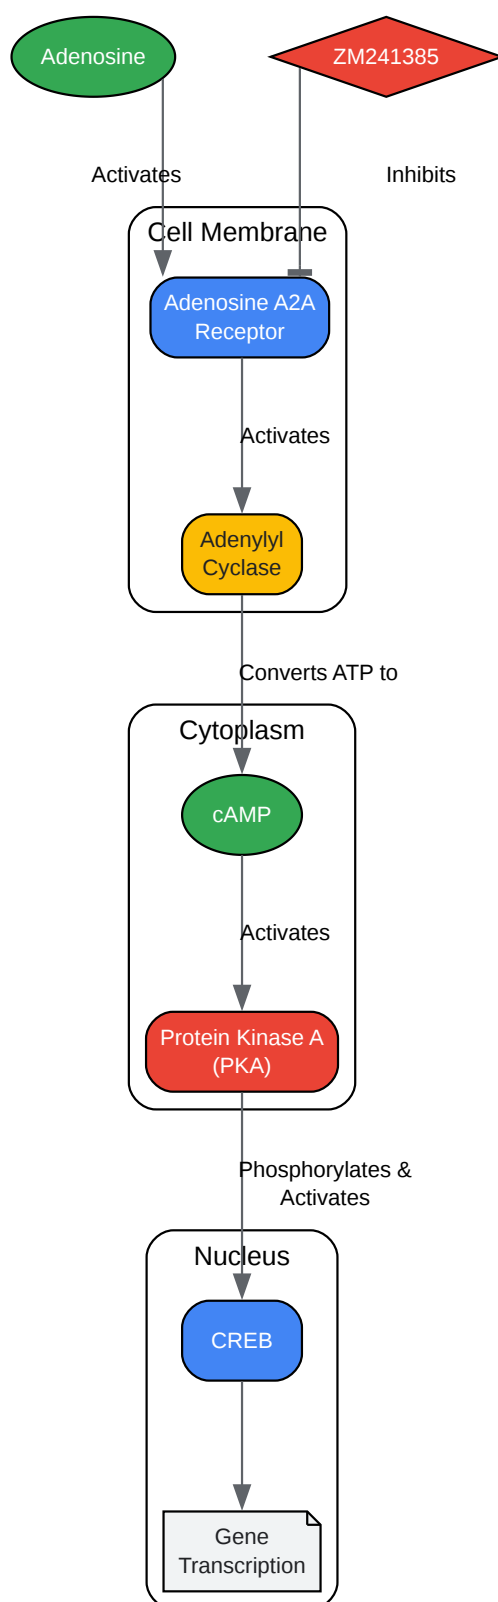 Adenosine
ZM241385
Activates
Inhibits
Cell Membrane
Adenosine A2A
Receptor
Activates
Adenylyl
Cyclase
Converts ATP to
Cytoplasm
cAMP
Activates
Protein Kinase A
(PKA)
Phosphorylates &
Activates
Nucleus
CREB
Gene
Transcription